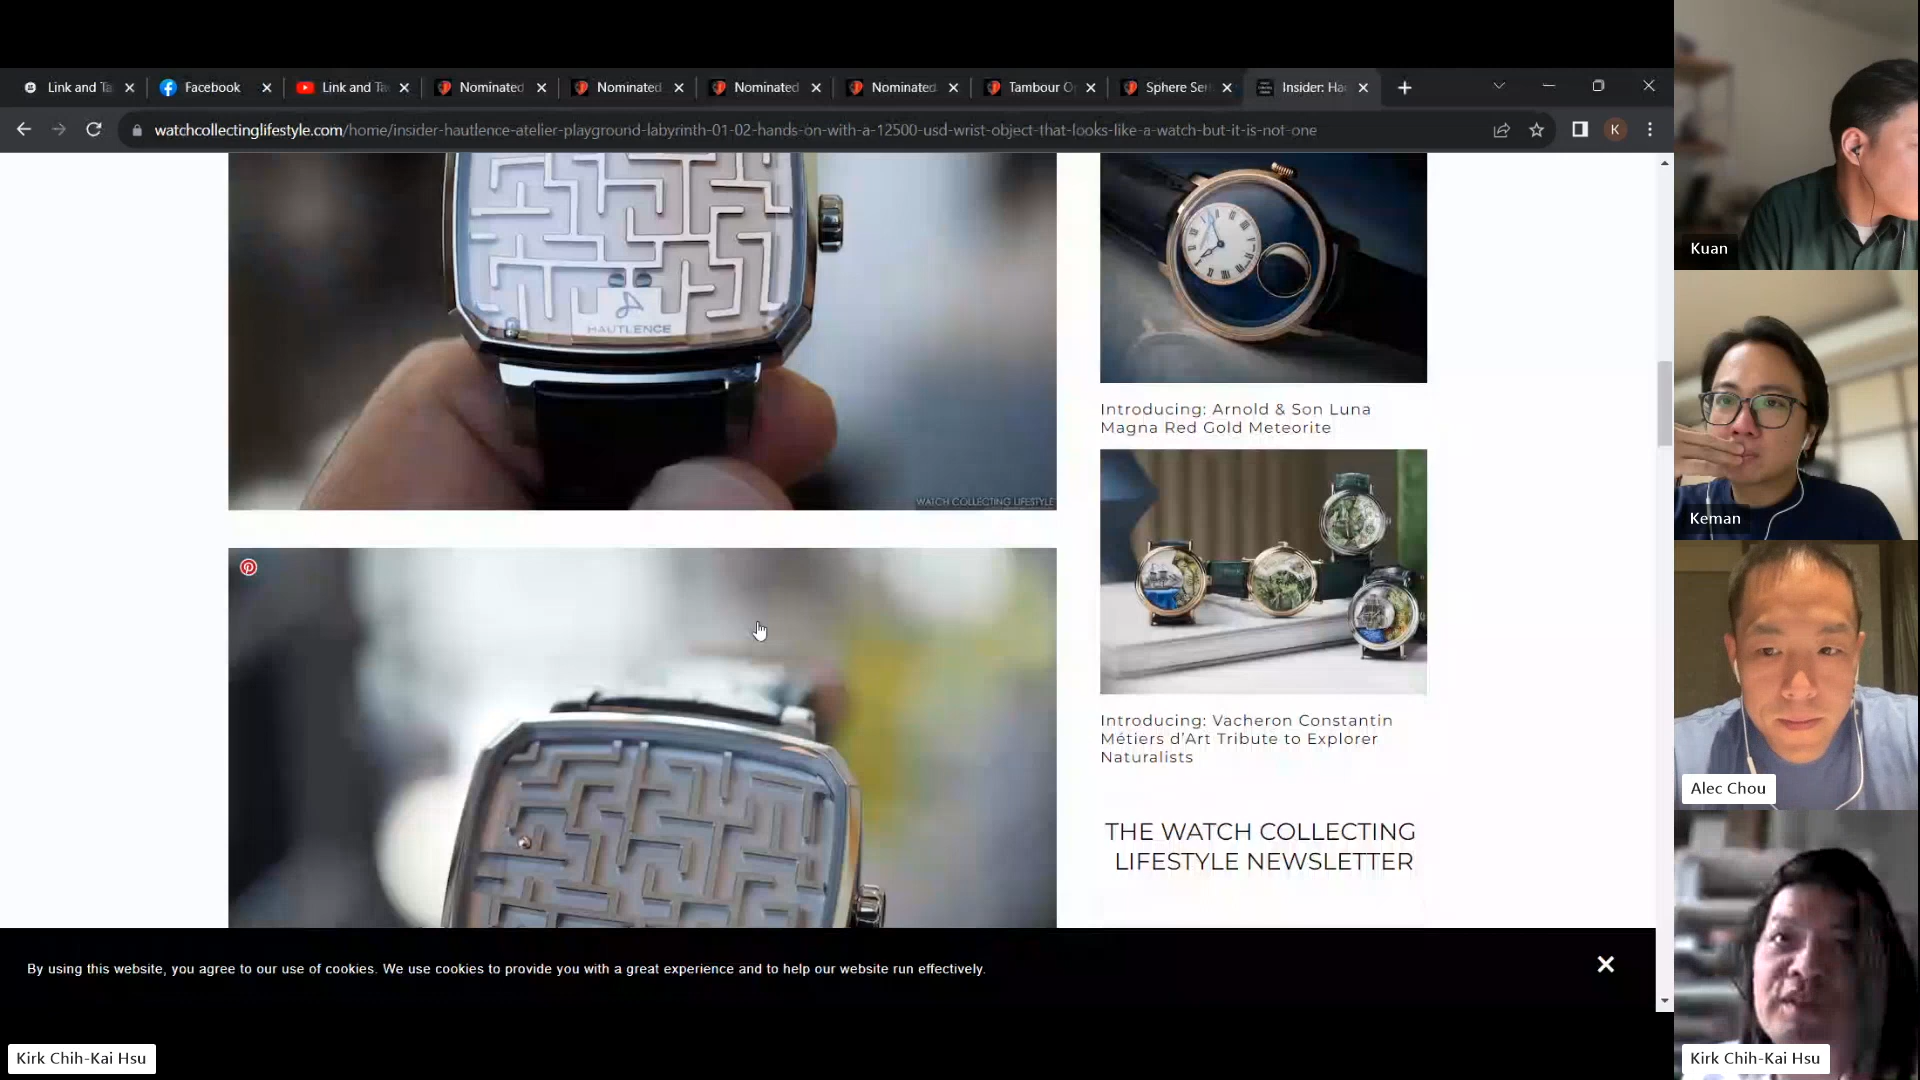 Link and Ta
Facebook
Link and Ta
Nominated
Nominated
Nominated
Nominated
Tambour O
Sphere Se
Insider: Ha
watchcollectinglifestyle.com/home/insider-hautlence-atelier-playground-labyrinth-01-02-hands-on-with-a-12500-usd-wrist-object-that-looks-like-a-watch-but-it-is-not-one
K
HAUTLENCE
WATCH COLLECTING LIFESTYLE
Introducing: Arnold & Son Luna
Magna Red Gold Meteorite
Introducing: Vacheron Constantin
Métiers d’Art Tribute to Explorer
Naturalists
THE WATCH COLLECTING
LIFESTYLE NEWSLETTER
By using this website, you agree to our use of cookies. We use cookies to provide you with a great experience and to help our website run effectively.
Kirk Chih-Kai Hsu
Kuan
Keman
Alec Chou
Kirk Chih-Kai Hsu